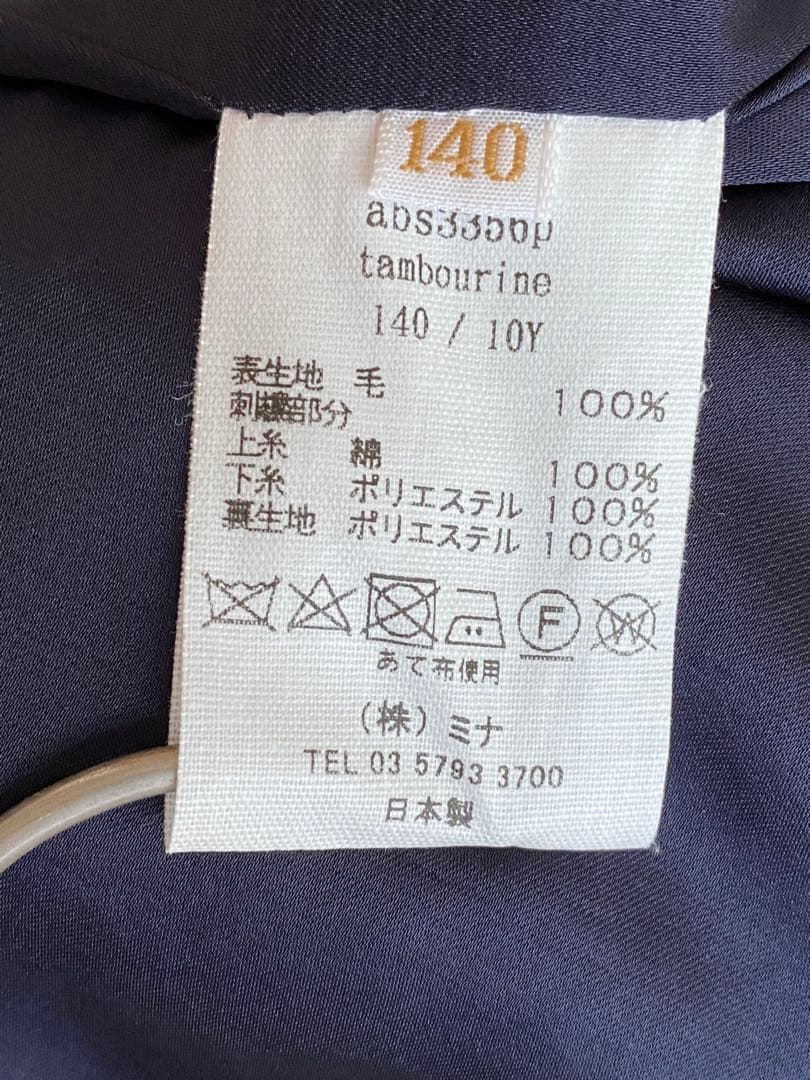 140
abs3356p
tambourine
140 / 10Y
表生地 毛 100%
刺繍部分
上糸 綿 100%
下糸 ポリエステル 100%
裏生地 ポリエステル 100%
F W
あて布使用
(株) ミナ
TEL 03 5793 3700
日本製